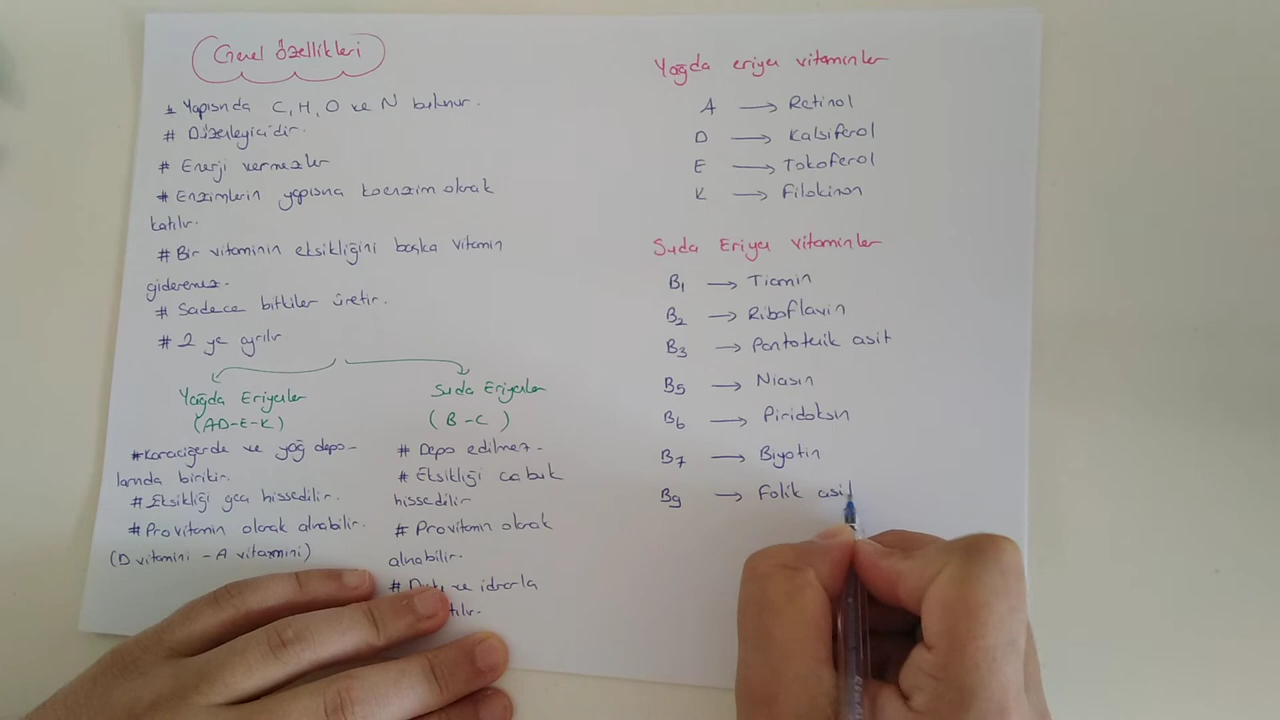 Genel özellikleri
# Yapısında C, H, O ve N bulunur.
# Düzenleyicidir.
# Enerji vermezler
# Enzimlerin yapısına koenzim olarak
katılır.
# Bir vitaminin eksikliğini başka vitamin
gideremez.
# Sadece bitkiler üretir.
# 2 ye ayrılır
Yağda Eriyenler
(AD-E-K)
# Karaciğerde ve yağ depo-
larında birikir.
# Eksikliği geç hissedilir.
# Provitamin olarak alınabilir.
(D vitamini - A vitamini)
Suda Eriyenler
(B-C)
# Depo edilmez.
# Eksikliği çabuk
hissedilir
# Provitamin olarak
alınabilir.
# ve idrarla
Yağda eriyen vitaminler
A → Retinol
D → Kalsiferol
E → Tokoferol
K → Filokinon
Suda Eriyen vitaminler
B1 → Tiamin
B2 → Riboflavin
B3 → Pantotenik asit
B5 → Niasin
B6 → Piridoksin
B7 → Biyotin
B9 → Folik asit